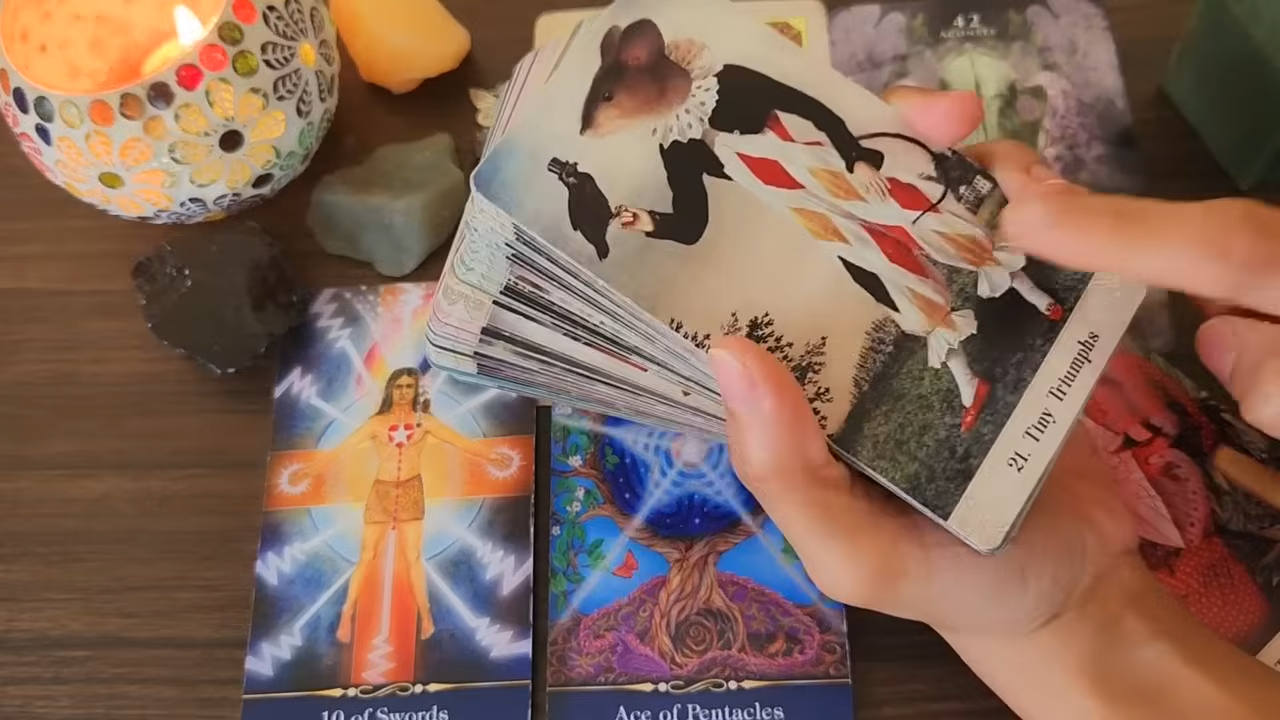 42
ACONITE
21. Tiny Triumphs
10 of Swords
Ace of Pentacles